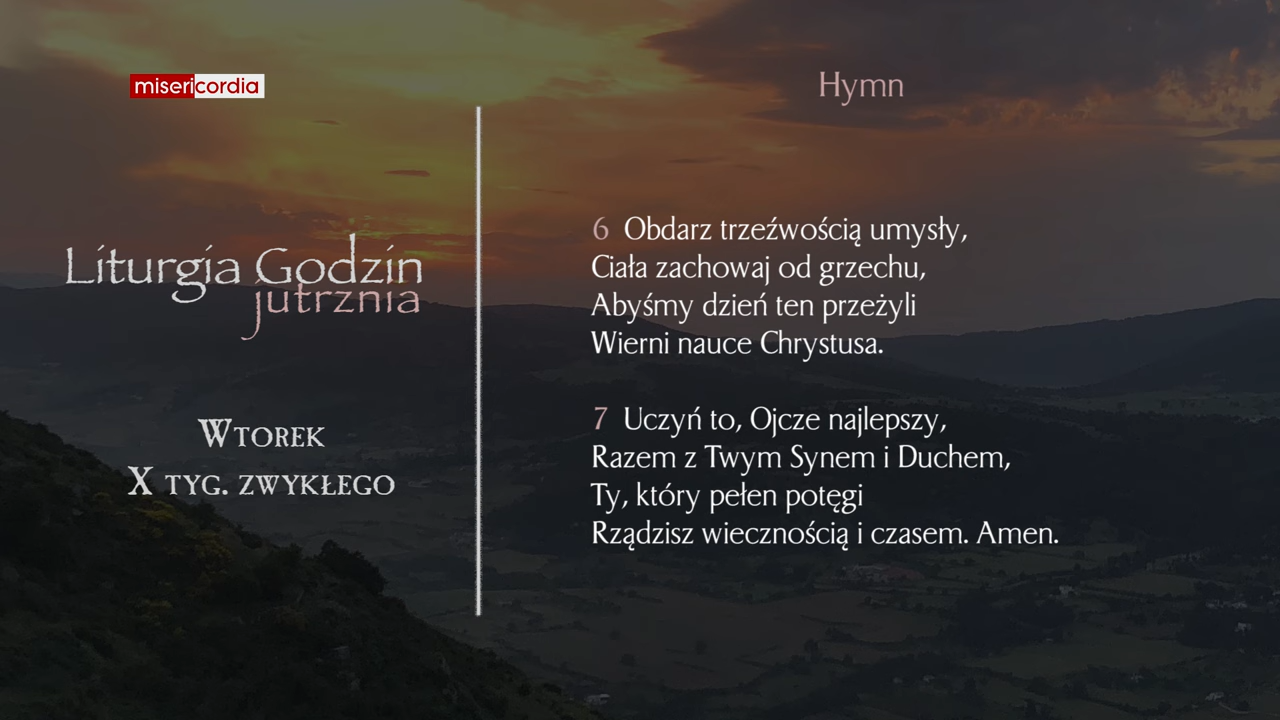 misericordia
Liturgia Godzin
jutrznia
Wtorek
X tyg. zwykłego
Hymn
6 Obdarz trzeźwością umysły,
Ciała zachowaj od grzechu,
Abyśmy dzień ten przeżyli
Wierni nauce Chrystusa.
7 Uczyń to, Ojcze najlepszy,
Razem z Twym Synem i Duchem,
Ty, który pełen potęgi
Rządzisz wiecznością i czasem. Amen.